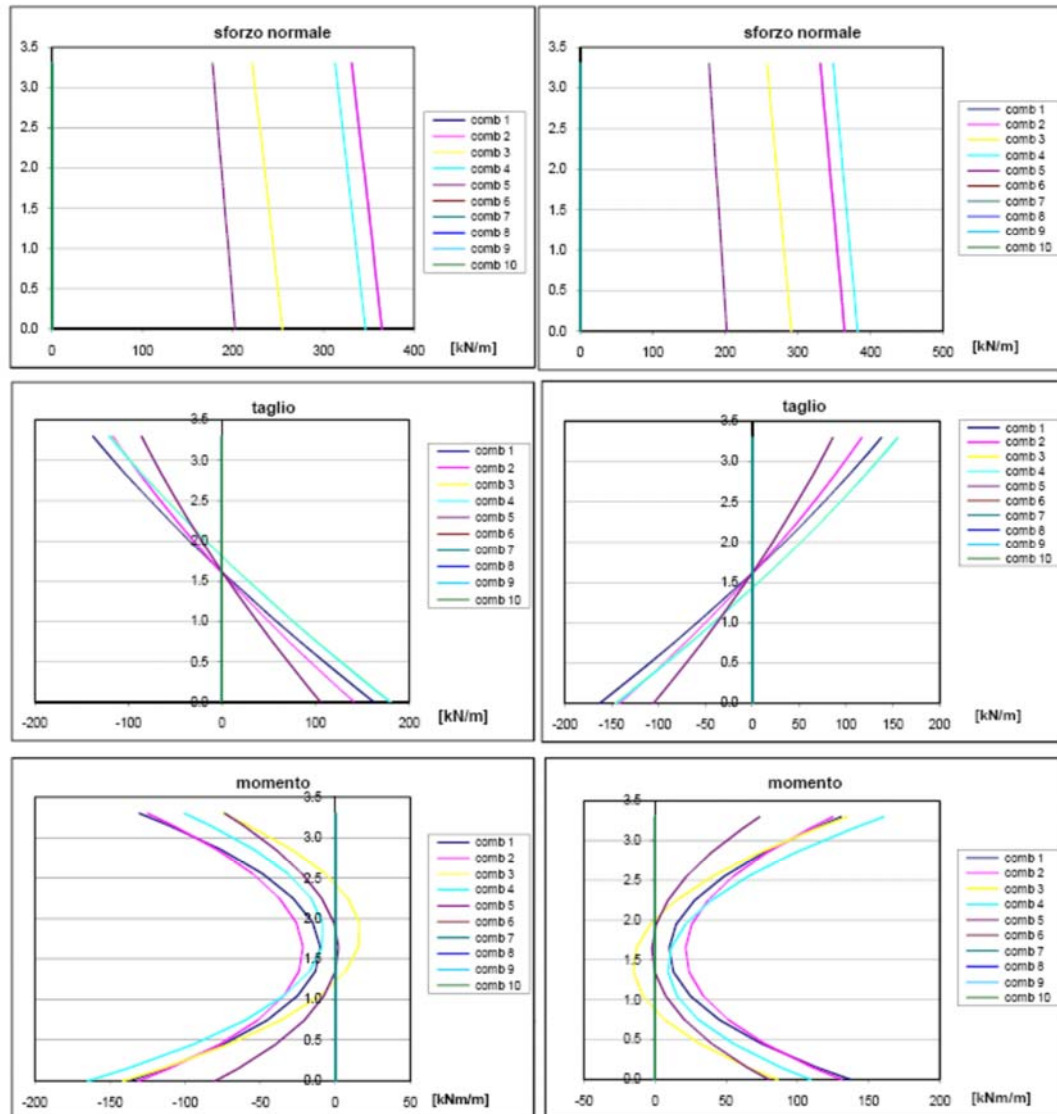 sforzo normale
3.5
3.0
2.5
2.0
1.5
1.0
0.5
0.0
0 100 200 300 400
[kN/m]
comb 1
comb 2
comb 3
comb 4
comb 5
comb 6
comb 7
comb 8
comb 9
comb 10
sforzo normale
3.5
3.0
2.5
2.0
1.5
1.0
0.5
0.0
0 100 200 300 400 500
[kN/m]
comb 1
comb 2
comb 3
comb 4
comb 5
comb 6
comb 7
comb 8
comb 9
comb 10
taglio
3.5
3.0
2.5
2.0
1.5
1.0
0.5
0.0
-200 -100 0 100 200
[kN/m]
comb 1
comb 2
comb 3
comb 4
comb 5
comb 6
comb 7
comb 8
comb 9
comb 10
taglio
3.5
3.0
2.5
2.0
1.5
1.0
0.5
0.0
-200 -150 -100 -50 0 50 100 150 200
[kN/m]
comb 1
comb 2
comb 3
comb 4
comb 5
comb 6
comb 7
comb 8
comb 9
comb 10
momento
3.5
3.0
2.5
2.0
1.5
1.0
0.5
0.0
-200 -150 -100 -50 0 50
[kNm/m]
comb 1
comb 2
comb 3
comb 4
comb 5
comb 6
comb 7
comb 8
comb 9
comb 10
momento
3.5
3.0
2.5
2.0
1.5
1.0
0.5
0.0
-50 0 50 100 150 200
[kNm/m]
comb 1
comb 2
comb 3
comb 4
comb 5
comb 6
comb 7
comb 8
comb 9
comb 10